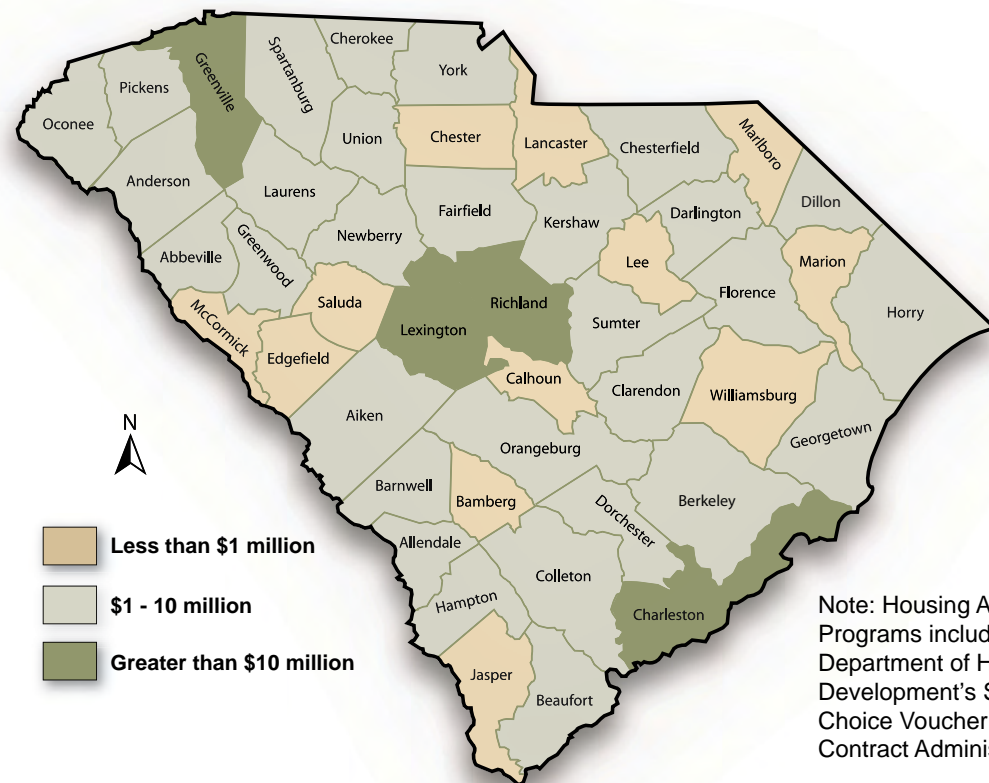 Cherokee
York
Spartanburg
Greenville
Pickens
Oconee
Union
Chester
Lancaster
Chesterfield
Marlboro
Anderson
Laurens
Fairfield
Kershaw
Darlington
Dillon
Abbeville
Greenwood
Newberry
Lee
Marion
Florence
McCormick
Saluda
Richland
Lexington
Sumter
Horry
Edgefield
Calhoun
Clarendon
Williamsburg
Aiken
Orangeburg
Georgetown
Barnwell
Bamberg
Dorchester
Berkeley
Allendale
Colleton
Hampton
Charleston
Jasper
Beaufort
N
Less than $1 million
$1 - 10 million
Greater than $10 million
Note: Housing A
Programs includ
Department of H
Development’s S
Choice Voucher
Contract Adminis